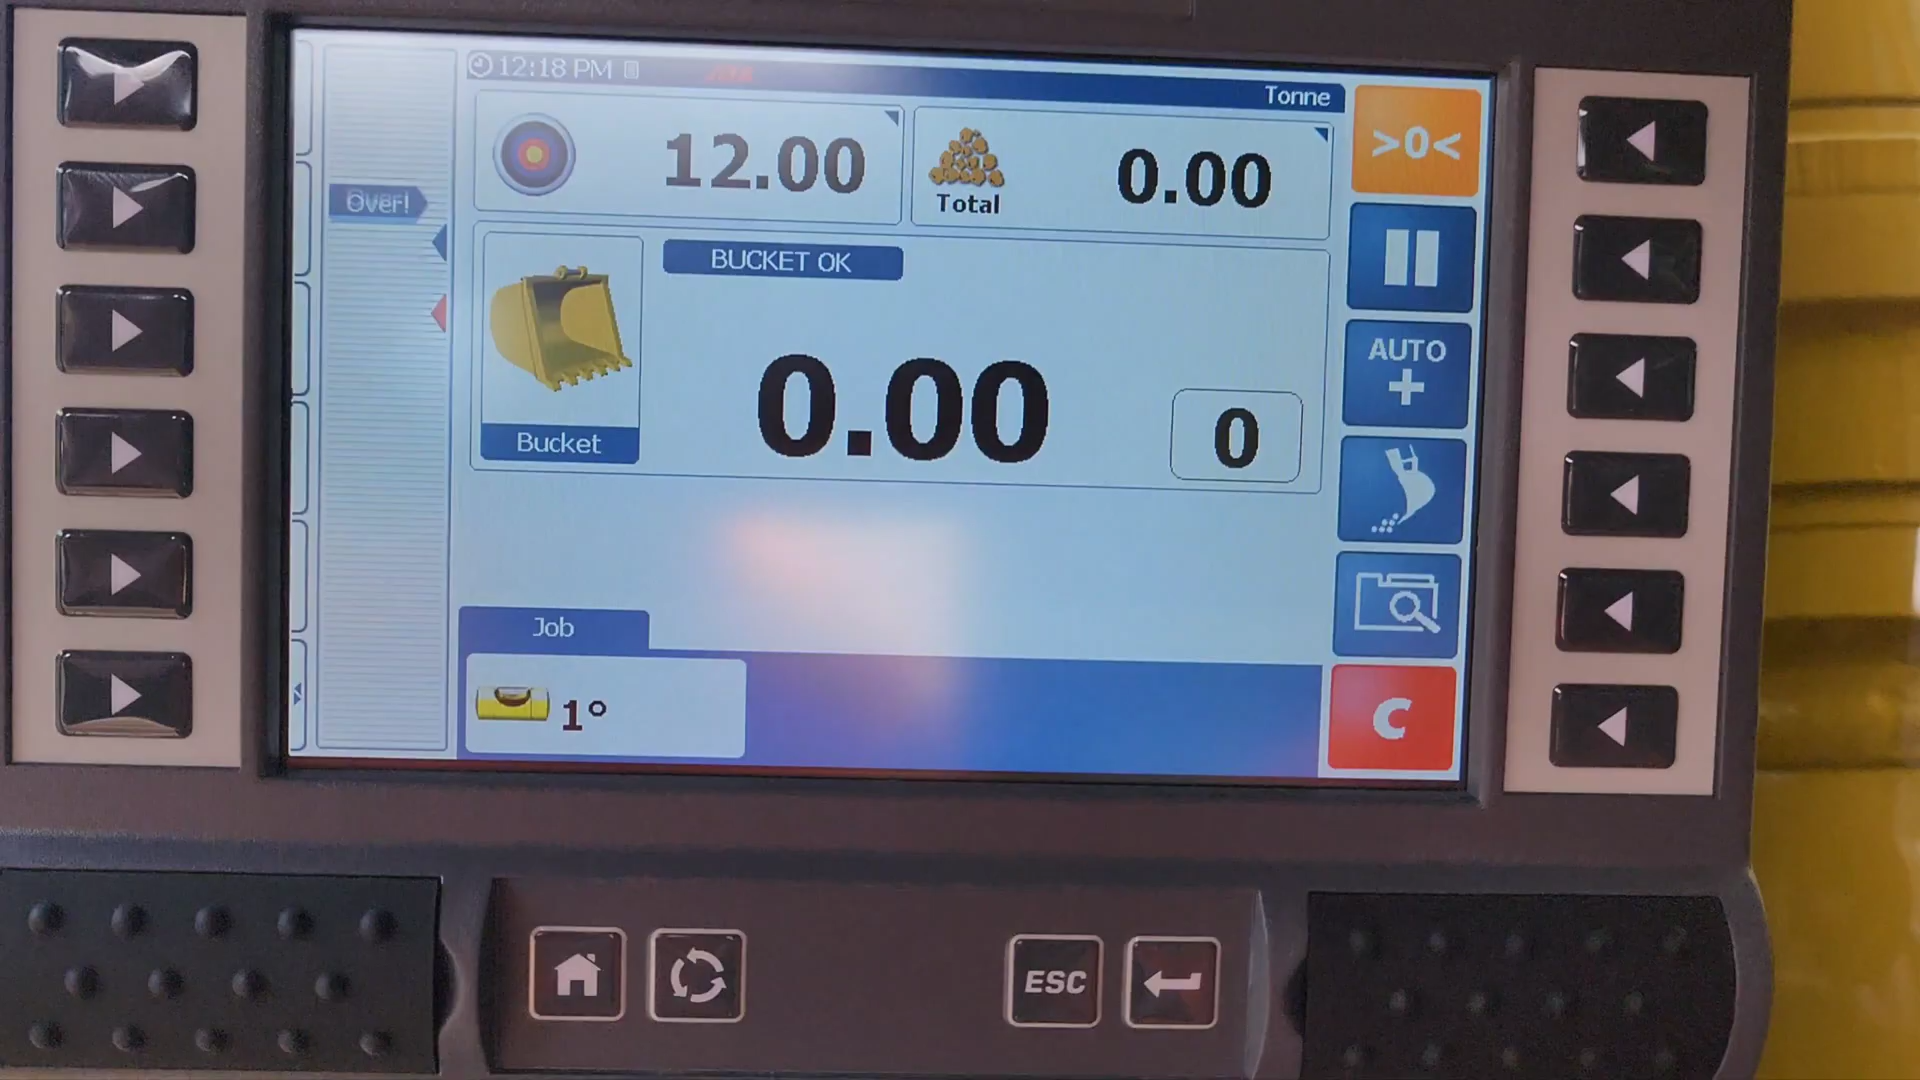 12:18 PM
Tonne
12.00
Total
0.00
>0<
Over!
BUCKET OK
AUTO
+
0.00
0
Bucket
Job
1°
C
ESC